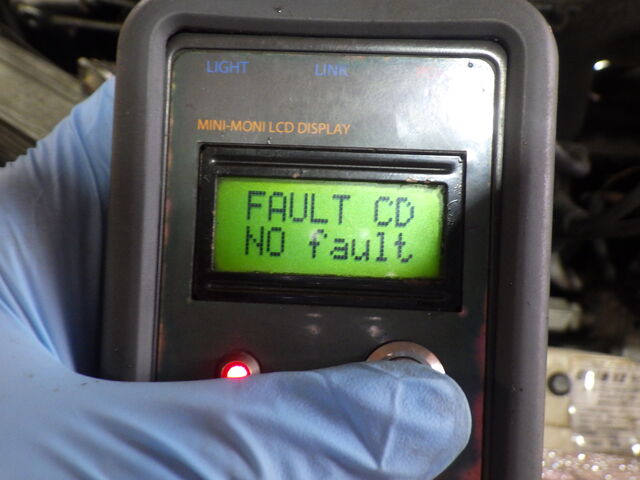 LIGHT LINK
MINI-MONI LCD DISPLAY
FAULT CD
NO fault